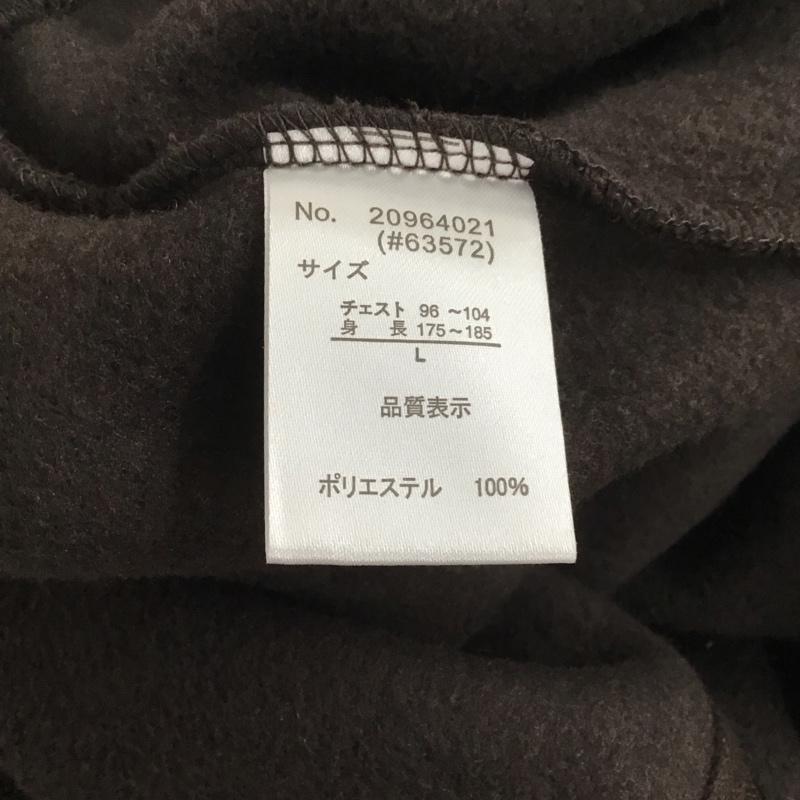 No. 20964021
(#63572)
サイズ
チェスト 96 ～104
身 長 175～185
L
品質表示
ポリエステル 100%